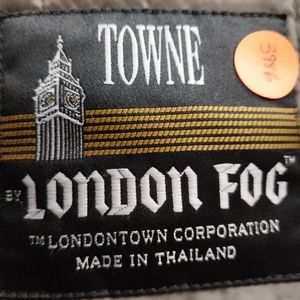 TOWNE
BY LONDON FOG™
™ LONDONTOWN CORPORATION
MADE IN THAILAND